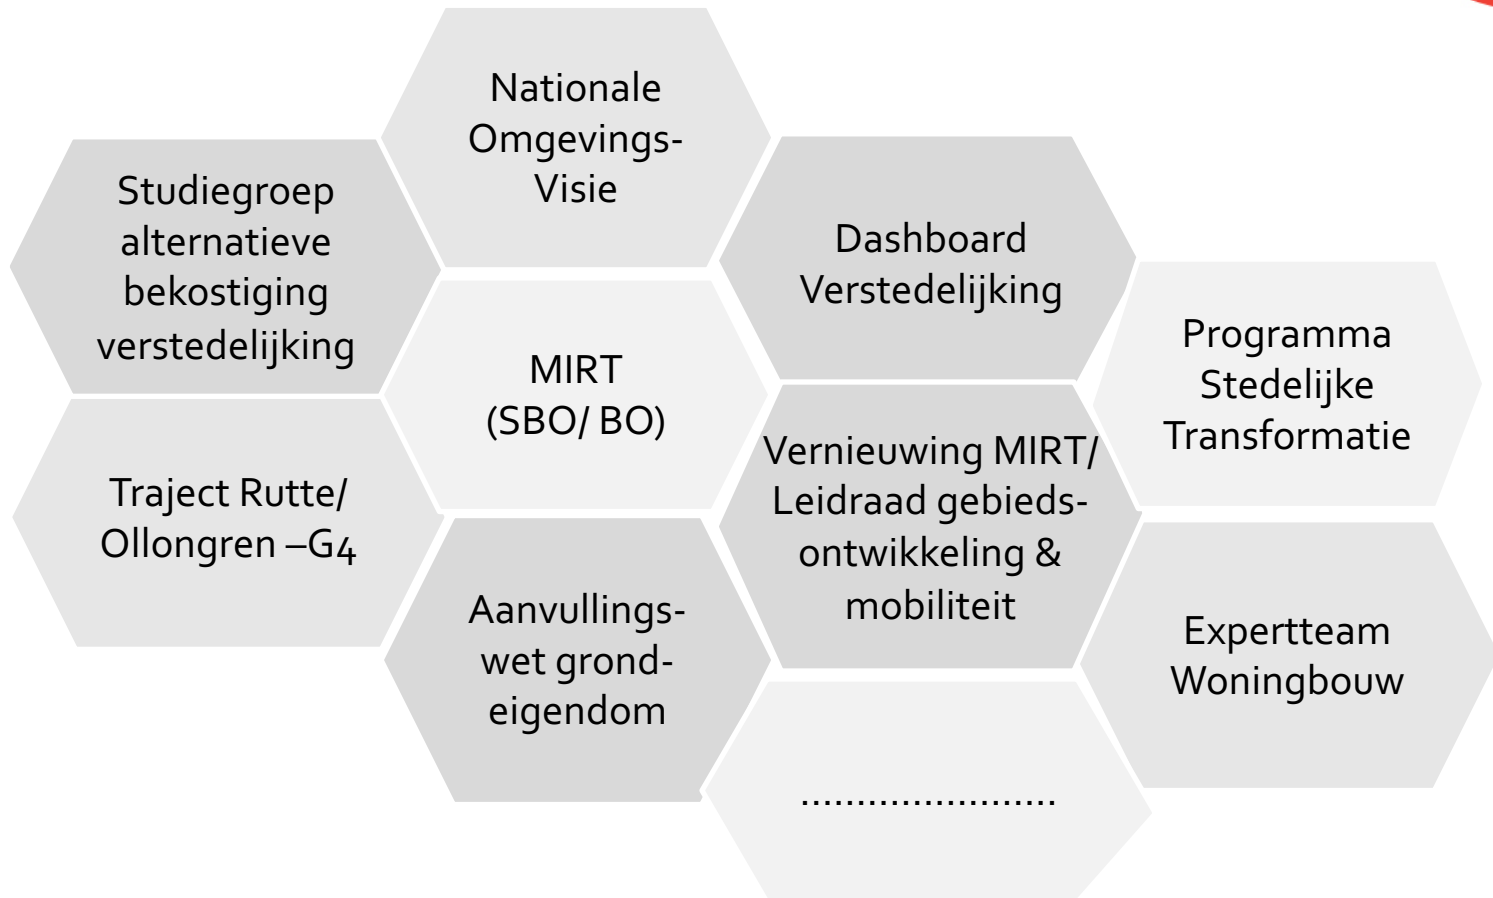 Nationale
Omgevings-
Visie
Studiegroep
alternatieve
bekostiging
verstedelijking
Dashboard
Verstedelijking
Programma
Stedelijke
Transformatie
MIRT
(SBO/ BO)
Vernieuwing MIRT/
Leidraad gebieds-
ontwikkeling &
mobiliteit
Traject Rutte/
Ollongren –G4
Aanvullings-
wet grond-
eigendom
Expertteam
Woningbouw
.......................